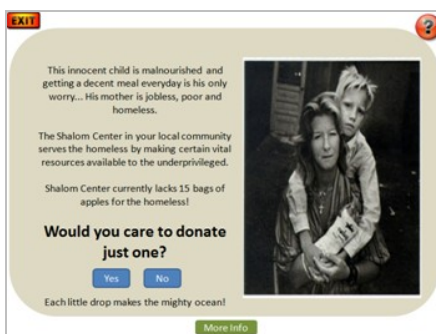 EXIT
?
This innocent child is malnourished and
getting a decent meal everyday is his only
worry... His mother is jobless, poor and
homeless.
The Shalom Center in your local community
serves the homeless by making certain vital
resources available to the underprivileged.
Shalom Center currently lacks 15 bags of
apples for the homeless!
Would you care to donate
just one?
Yes No
Each little drop makes the mighty ocean!
More Info